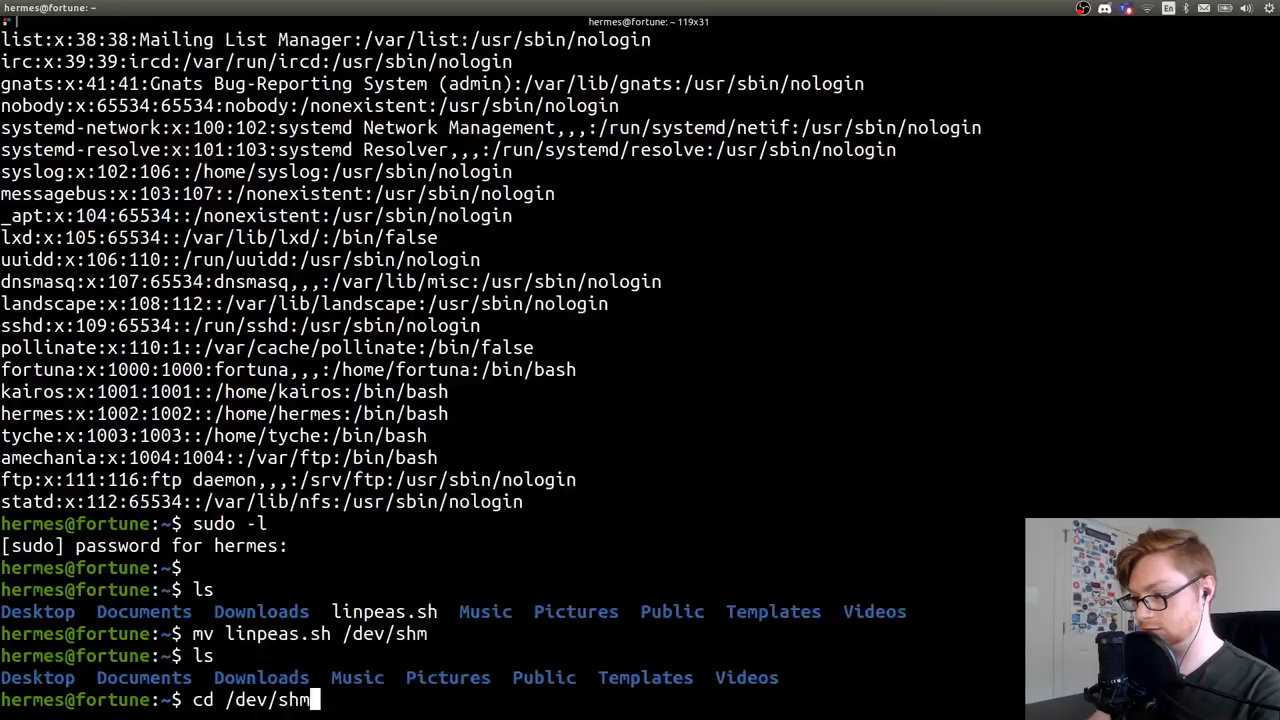 hermes@fortune: ~
hermes@fortune: ~ 119x31
En
list:x:38:38:Mailing List Manager:/var/list:/usr/sbin/nologin
irc:x:39:39:ircd:/var/run/ircd:/usr/sbin/nologin
gnats:x:41:41:Gnats Bug-Reporting System (admin):/var/lib/gnats:/usr/sbin/nologin
nobody:x:65534:65534:nobody:/nonexistent:/usr/sbin/nologin
systemd-network:x:100:102:systemd Network Management,,,:/run/systemd/netif:/usr/sbin/nologin
systemd-resolve:x:101:103:systemd Resolver,,,:/run/systemd/resolve:/usr/sbin/nologin
syslog:x:102:106::/home/syslog:/usr/sbin/nologin
messagebus:x:103:107::/nonexistent:/usr/sbin/nologin
_apt:x:104:65534::/nonexistent:/usr/sbin/nologin
lxd:x:105:65534::/var/lib/lxd/:/bin/false
uuidd:x:106:110::/run/uuidd:/usr/sbin/nologin
dnsmasq:x:107:65534:dnsmasq,,,:/var/lib/misc:/usr/sbin/nologin
landscape:x:108:112::/var/lib/landscape:/usr/sbin/nologin
sshd:x:109:65534::/run/sshd:/usr/sbin/nologin
pollinate:x:110:1::/var/cache/pollinate:/bin/false
fortuna:x:1000:1000:fortuna,,,:/home/fortuna:/bin/bash
kairos:x:1001:1001::/home/kairos:/bin/bash
hermes:x:1002:1002::/home/hermes:/bin/bash
tyche:x:1003:1003::/home/tyche:/bin/bash
amechania:x:1004:1004::/var/ftp:/bin/bash
ftp:x:111:116:ftp daemon,,,:/srv/ftp:/usr/sbin/nologin
statd:x:112:65534::/var/lib/nfs:/usr/sbin/nologin
hermes@fortune:~$ sudo -l
[sudo] password for hermes:
hermes@fortune:~$
hermes@fortune:~$ ls
Desktop  Documents  Downloads  linpeas.sh  Music  Pictures  Public  Templates  Videos
hermes@fortune:~$ mv linpeas.sh /dev/shm
hermes@fortune:~$ ls
Desktop  Documents  Downloads  Music  Pictures  Public  Templates  Videos
hermes@fortune:~$ cd /dev/shm